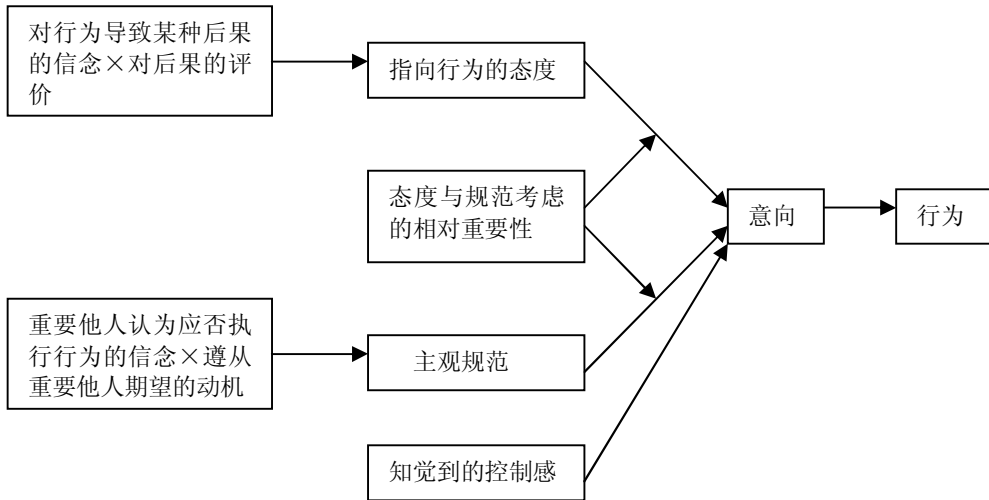 对行为导致某种后果
的信念×对后果的评
价
指向行为的态度
态度与规范考虑
的相对重要性
意向
行为
重要他人认为应否执
行行为的信念×遵从
重要他人期望的动机
主观规范
知觉到的控制感